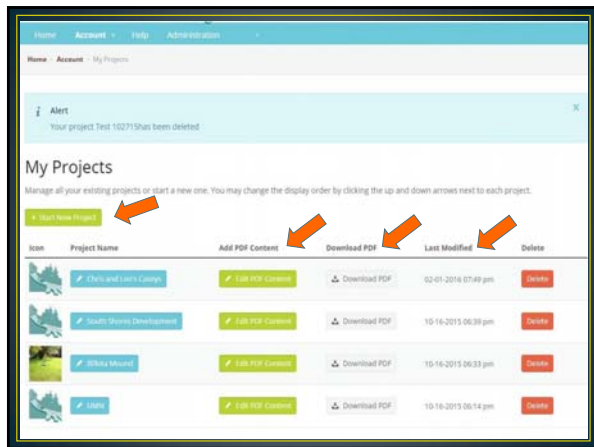 Home Account Help Administration
Home - Account - My Projects
i Alert x
Your project Test 102715has been deleted
My Projects
Manage all your existing projects or start a new one. You may change the display order by clicking the up and down arrows next to each project.
+ Start New Project
Icon Project Name Add PDF Content Download PDF Last Modified Delete
Chris and Edit PDF Content Download PDF 02-01-2016 07:49 pm Delete
South Shores Development Edit PDF Content Download PDF 10-16-2015 06:39 pm Delete
Mound Edit PDF Content Download PDF 10-16-2015 06:33 pm Delete
Edit PDF Content Download PDF 10-16-2015 06:14 pm Delete